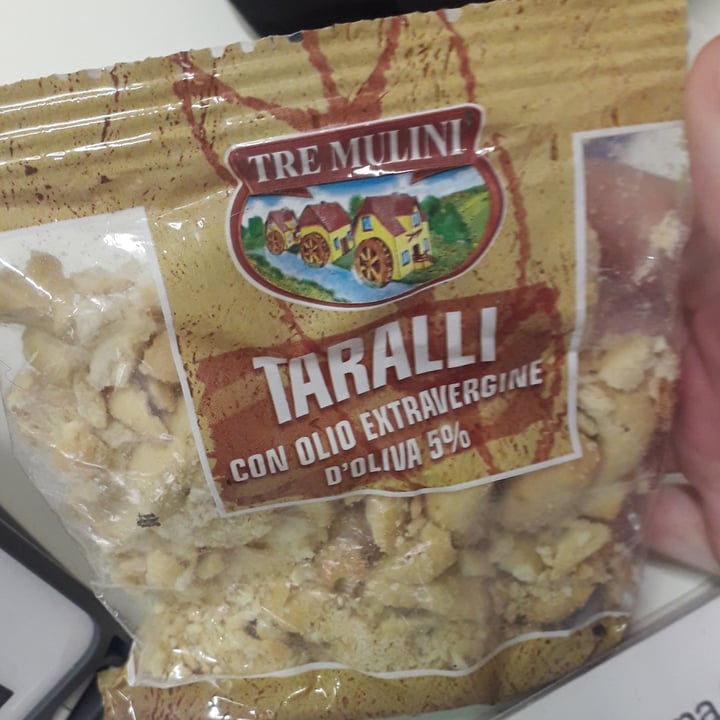 TRE MULINI
TARALLI
CON OLIO EXTRAVERGINE
D'OLIVA 5%